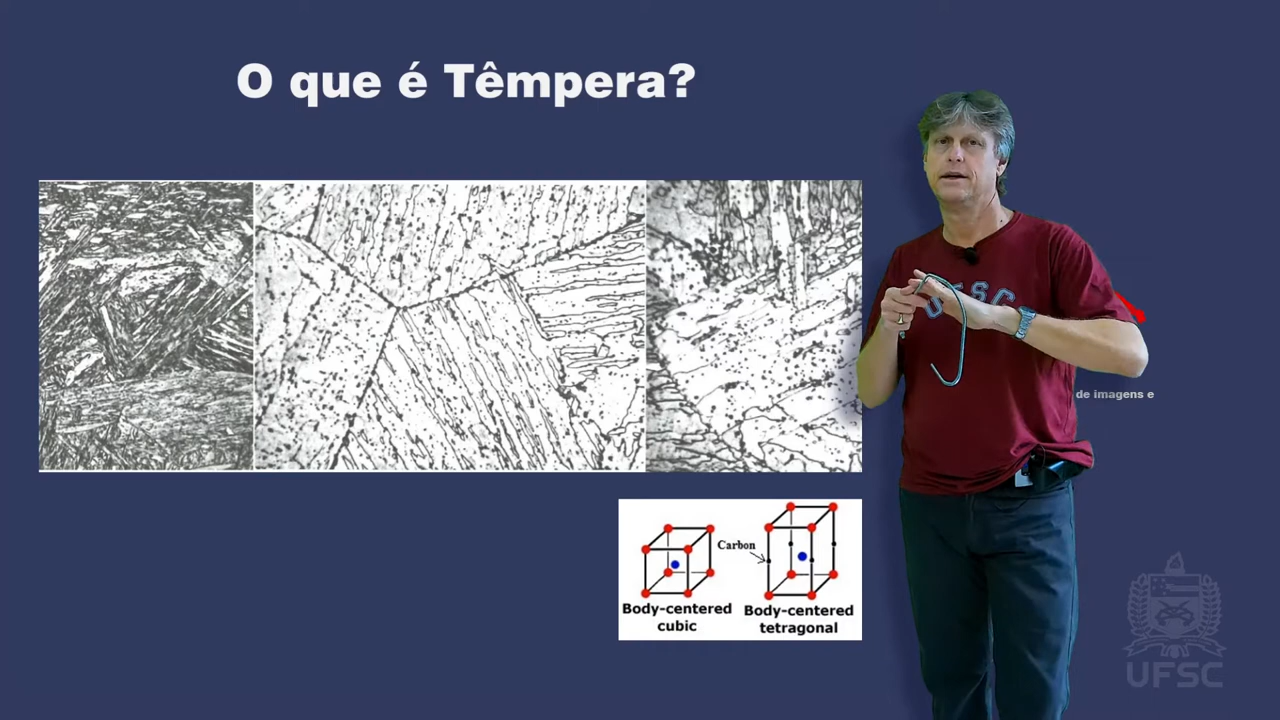 O que é Têmpera?
UFSC
de imagens e
Carbon
Body-centered
cubic
Body-centered
tetragonal
UFSC